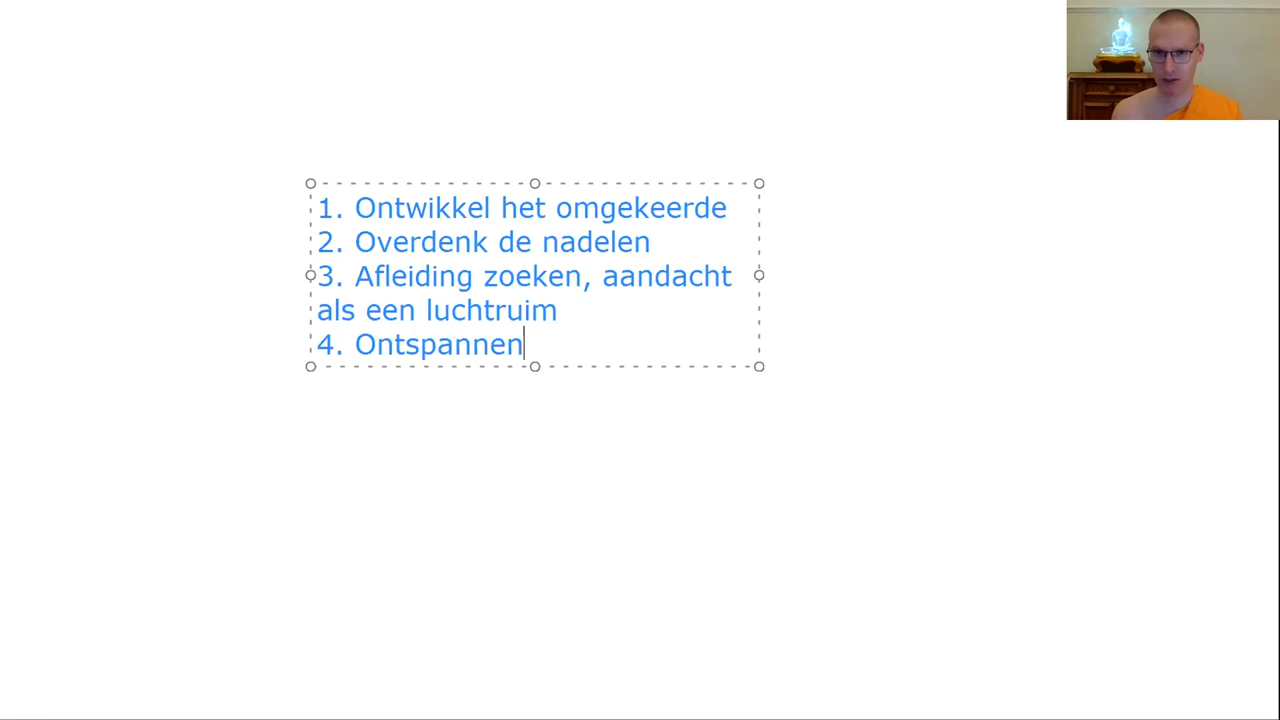 1. Ontwikkel het omgekeerde
2. Overdenk de nadelen
3. Afleiding zoeken, aandacht
als een luchtruim
4. Ontspannen